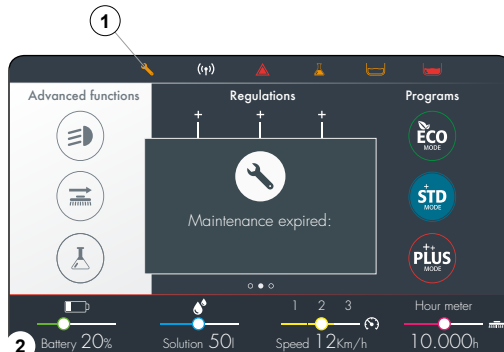 1
Advanced functions
Regulations
Programs
+ + +
ECO
MODE
Maintenance expired:
+
STD
MODE
++
PLUS
MODE
1 2 3
Hour meter
2
Battery 20%
Solution 50l
Speed 12Km/h
10.000h